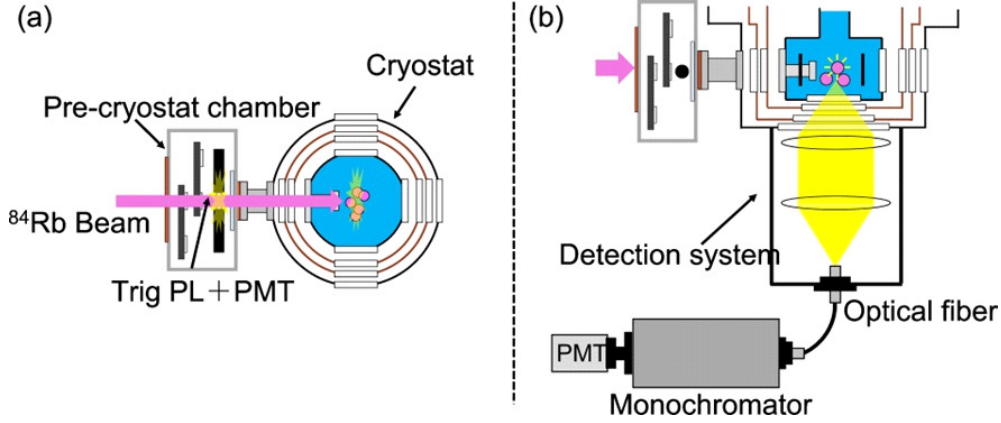 (a)
Cryostat
Pre-cryostat chamber
⁸⁴Rb Beam
Trig PL+PMT
(b)
Detection system
Optical fiber
PMT
Monochromator